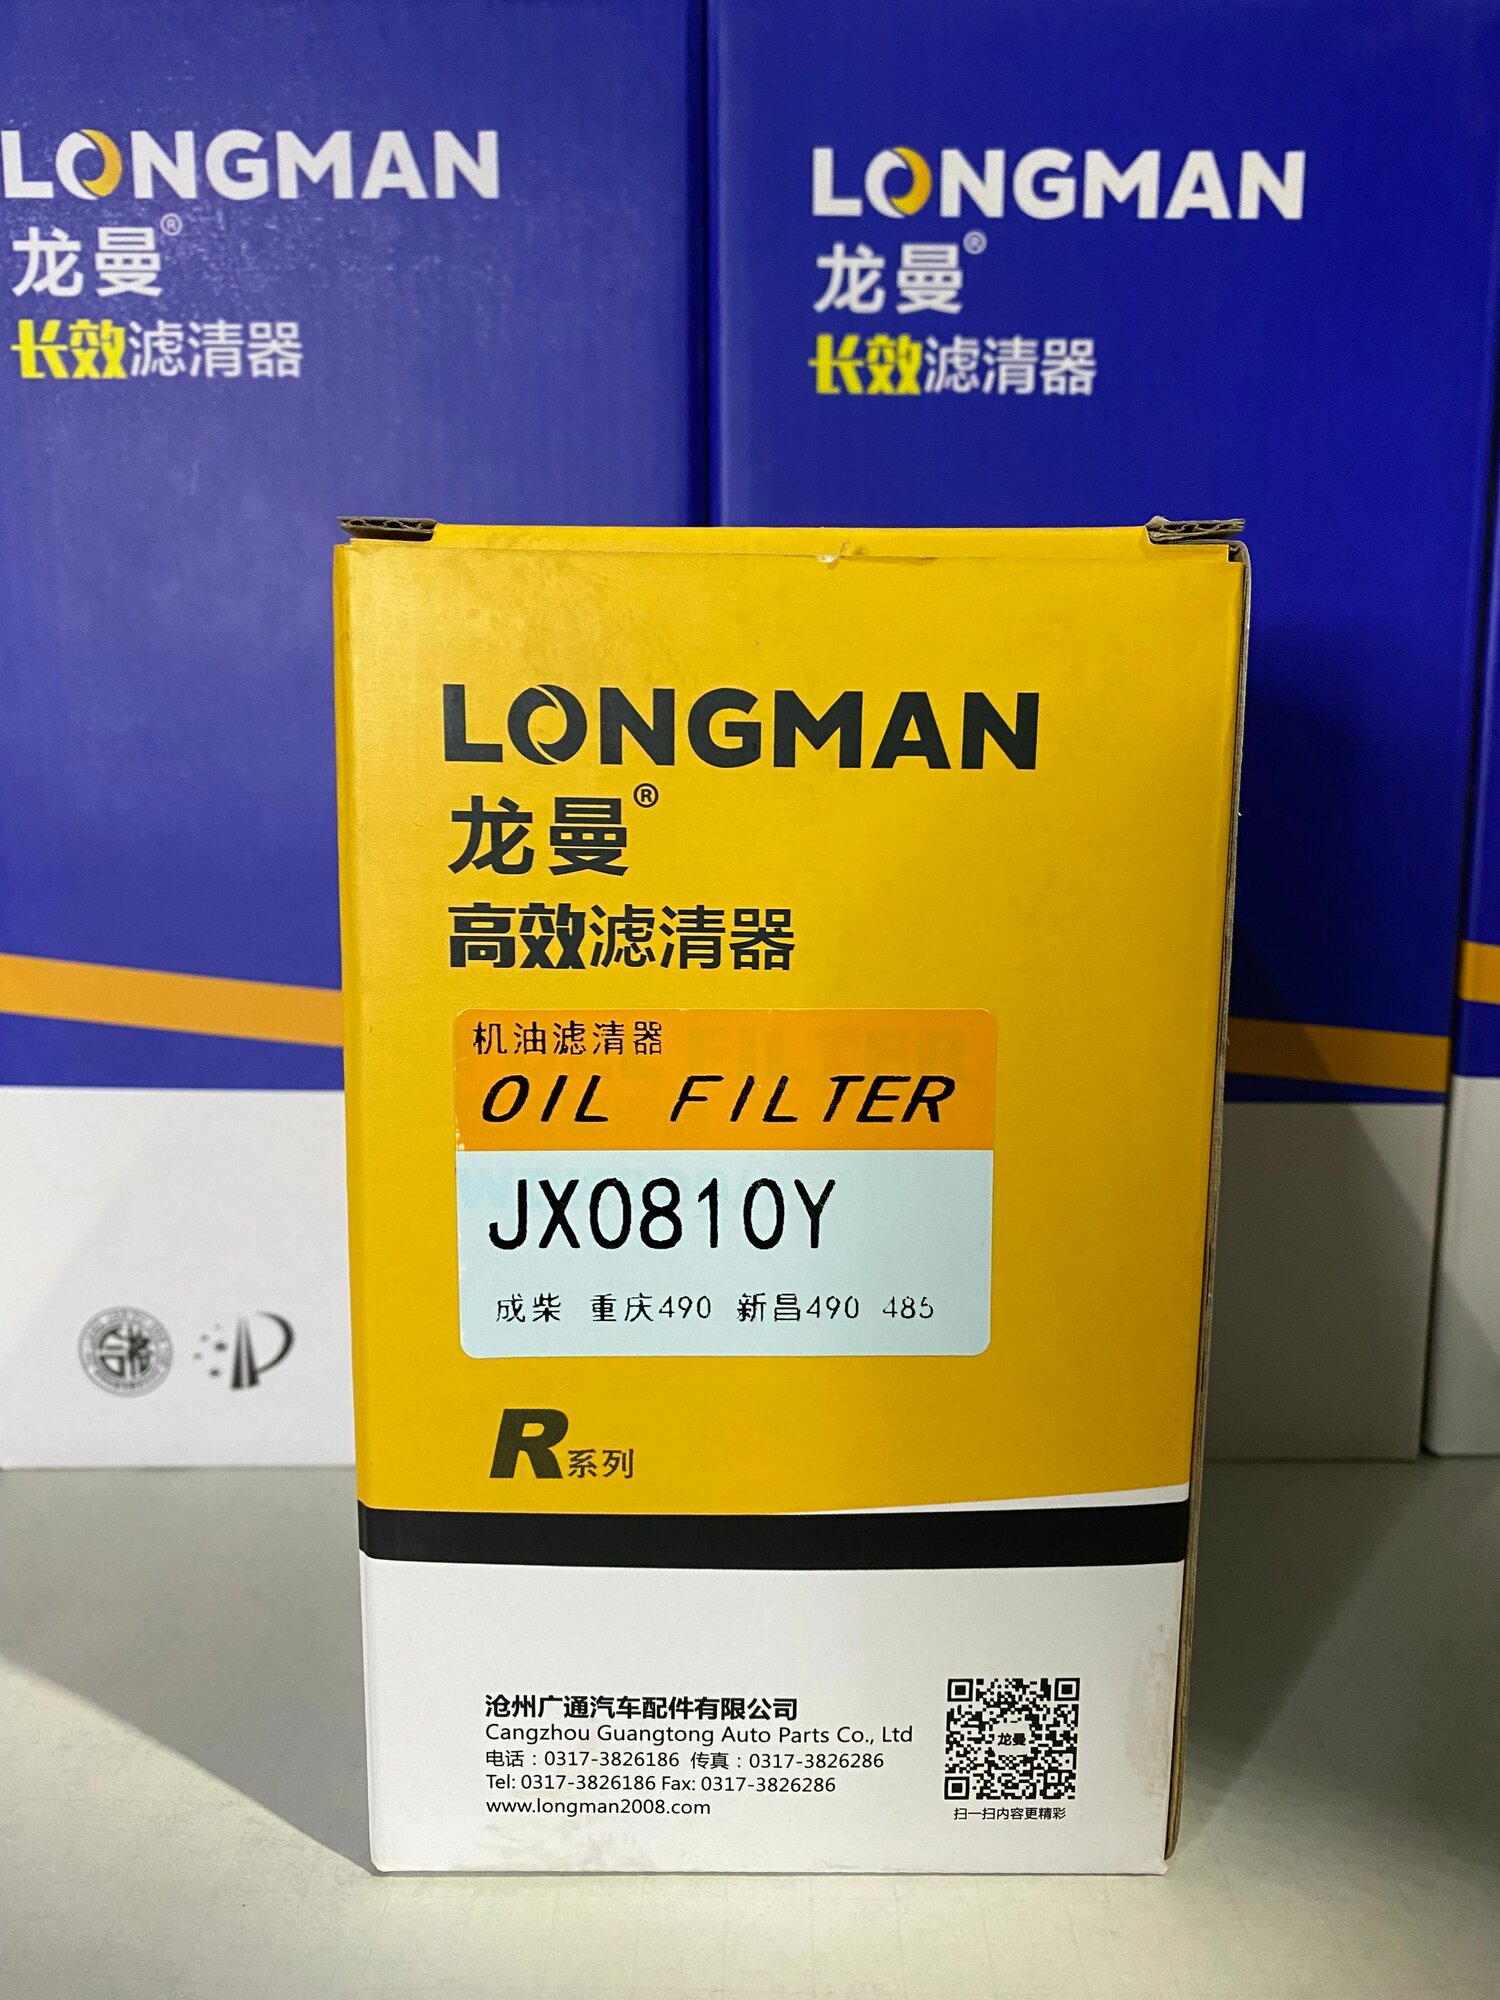 LONGMAN
龙曼®
长效滤清器
LONGMAN
龙曼®
长效滤清器
LONGMAN
龙曼®
高效滤清器
机油滤清器
OIL FILTER
JX0810Y
成柴 重庆490 新昌490 485
R系列
沧州广通汽车配件有限公司
Cangzhou Guangtong Auto Parts Co., Ltd
电话：0317-3826186 传真：0317-3826286
Tel: 0317-3826186 Fax: 0317-3826286
www.longman2008.com
龙曼
扫一扫内容更精彩